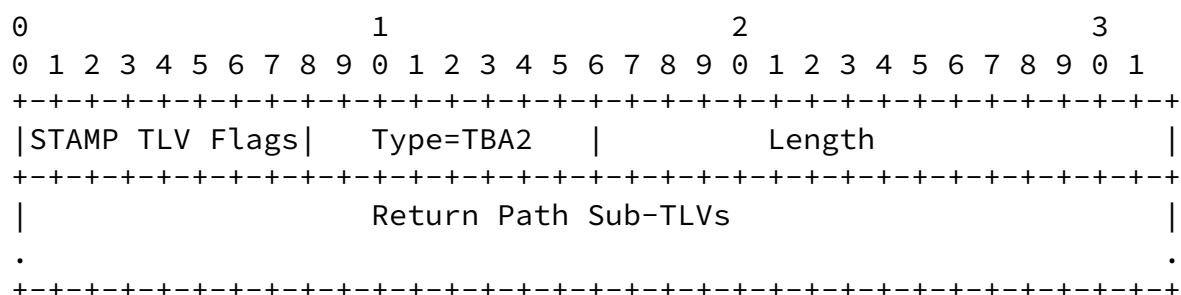 0                   1                   2                   3
0 1 2 3 4 5 6 7 8 9 0 1 2 3 4 5 6 7 8 9 0 1 2 3 4 5 6 7 8 9 0 1
+-+-+-+-+-+-+-+-+-+-+-+-+-+-+-+-+-+-+-+-+-+-+-+-+-+-+-+-+-+-+-+-+
|STAMP TLV Flags|   Type=TBA2   |         Length                |
+-+-+-+-+-+-+-+-+-+-+-+-+-+-+-+-+-+-+-+-+-+-+-+-+-+-+-+-+-+-+-+-+
|                   Return Path Sub-TLVs                        |
.                                                               .
+-+-+-+-+-+-+-+-+-+-+-+-+-+-+-+-+-+-+-+-+-+-+-+-+-+-+-+-+-+-+-+-+